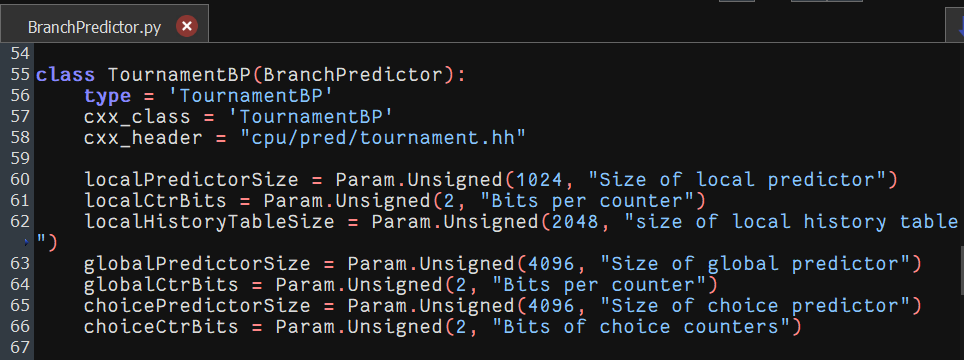 BranchPredictor.py
54
55 class TournamentBP(BranchPredictor):
56     type = 'TournamentBP'
57     cxx_class = 'TournamentBP'
58     cxx_header = "cpu/pred/tournament.hh"
59
60     localPredictorSize = Param.Unsigned(1024, "Size of local predictor")
61     localCtrBits = Param.Unsigned(2, "Bits per counter")
62     localHistoryTableSize = Param.Unsigned(2048, "size of local history table
")
63     globalPredictorSize = Param.Unsigned(4096, "Size of global predictor")
64     globalCtrBits = Param.Unsigned(2, "Bits per counter")
65     choicePredictorSize = Param.Unsigned(4096, "Size of choice predictor")
66     choiceCtrBits = Param.Unsigned(2, "Bits of choice counters")
67